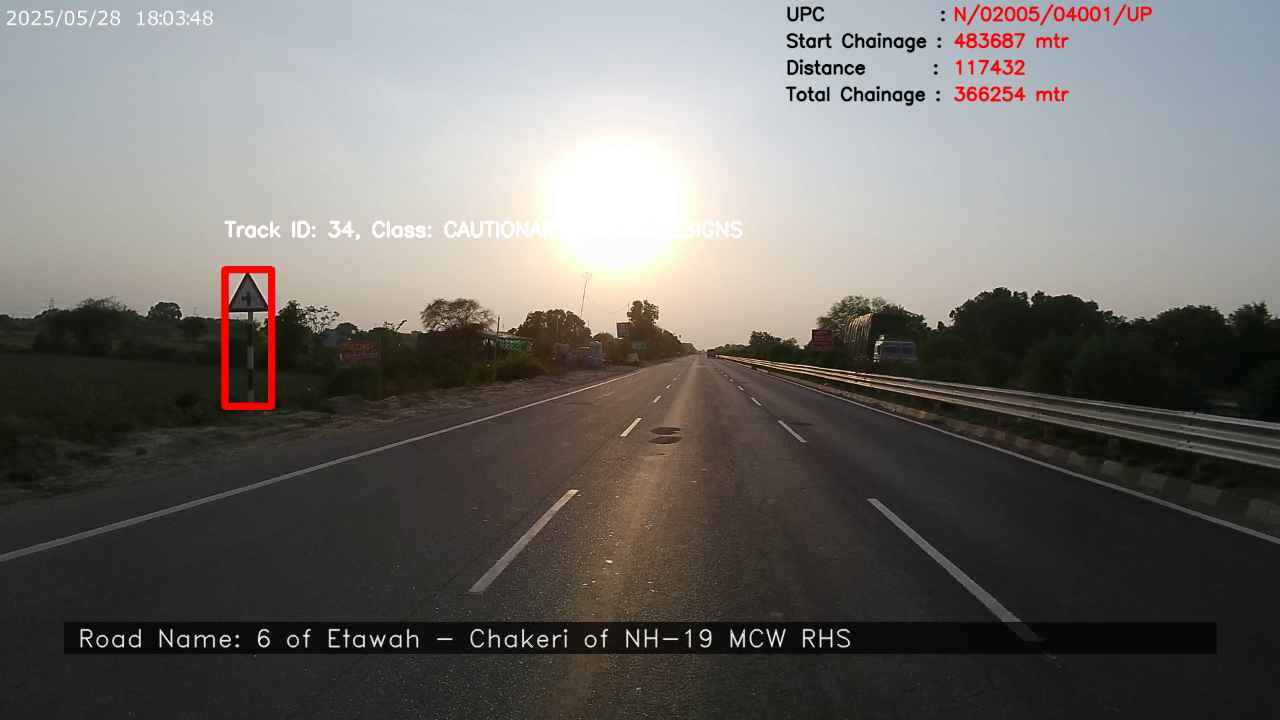 2025/05/28 18:03:48
UPC : N/02005/04001/UP
Start Chainage : 483687 mtr
Distance : 117432
Total Chainage : 366254 mtr
Track ID: 34, Class: CAUTIONARY SIGNS
Road Name: 6 of Etawah - Chakeri of NH-19 MCW RHS